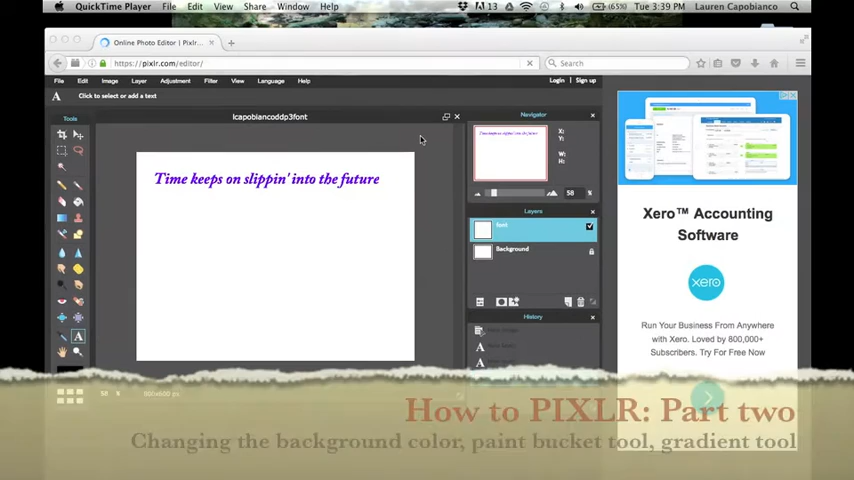 QuickTime Player File Edit View Share Window Help 13 (65%) Tue 3:39 PM Lauren Capobianco
Online Photo Editor | Pixlr...
https://pixlr.com/editor/ Search
File Edit Image Layer Adjustment Filter View Language Help Login Sign up
A Click to select or add a text
Tools
lcapobiancoddp3font
Navigator
X:
Y:
W:
H:
58 %
Time keeps on slippin' into the future
Layers
font
Background
History
58 %
Xero™ Accounting
Software
xero
Run Your Business From Anywhere
with Xero. Loved by 800,000+
Subscribers. Try For Free Now
How to PIXLR: Part two
Changing the background color, paint bucket tool, gradient tool